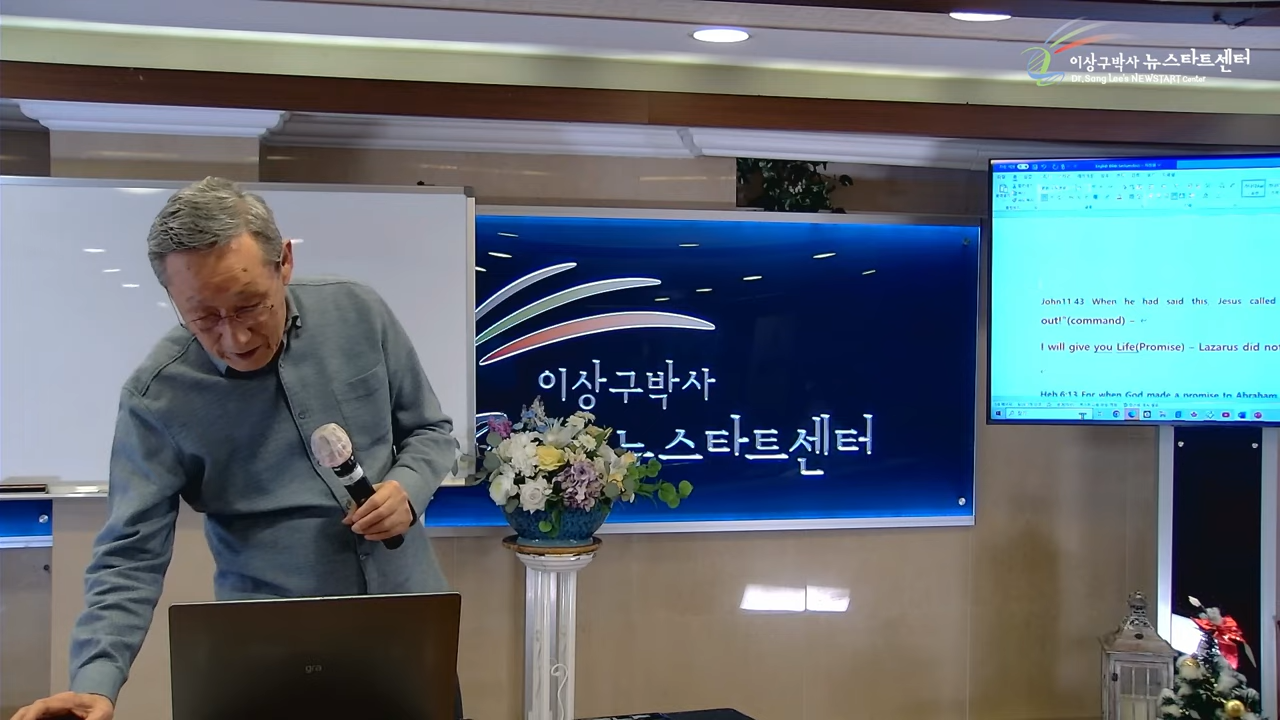 이상구박사 뉴스타트센터
Dr. Sang Lee's NEWSTART Center
이상구박사
뉴스타트센터
John11:43 When he had said this, Jesus called
out!"(command) –
I will give you Life(Promise) – Lazarus did not
Heb 6:13 For when God made a promise to Abraham
gra